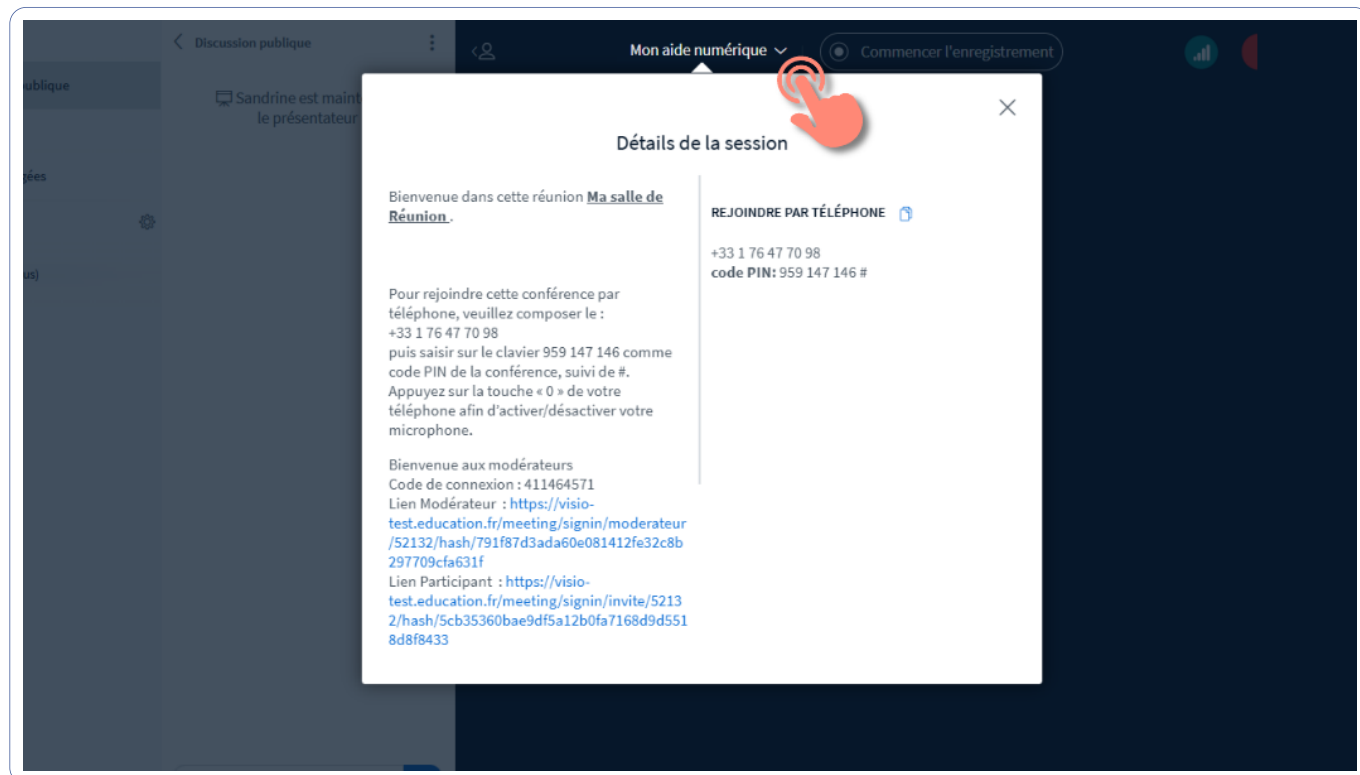 Discussion publique
Mon aide numérique
Commencer l'enregistrement
ublique
Sandrine est maint
le présentateur
gées
us)
Détails de la session
Bienvenue dans cette réunion Ma salle de
Réunion .
Pour rejoindre cette conférence par
téléphone, veuillez composer le :
+33 1 76 47 70 98
puis saisir sur le clavier 959 147 146 comme
code PIN de la conférence, suivi de #.
Appuyez sur la touche « 0 » de votre
téléphone afin d'activer/désactiver votre
microphone.
Bienvenue aux modérateurs
Code de connexion : 411464571
Lien Modérateur : https://visio-
test.education.fr/meeting/signin/moderateur
/52132/hash/791f87d3ada60e081412fe32c8b
297709cfa631f
Lien Participant : https://visio-
test.education.fr/meeting/signin/invite/5213
2/hash/5cb35360bae9df5a12b0fa7168d9d551
8d8f8433
REJOINDRE PAR TÉLÉPHONE
+33 1 76 47 70 98
code PIN: 959 147 146 #